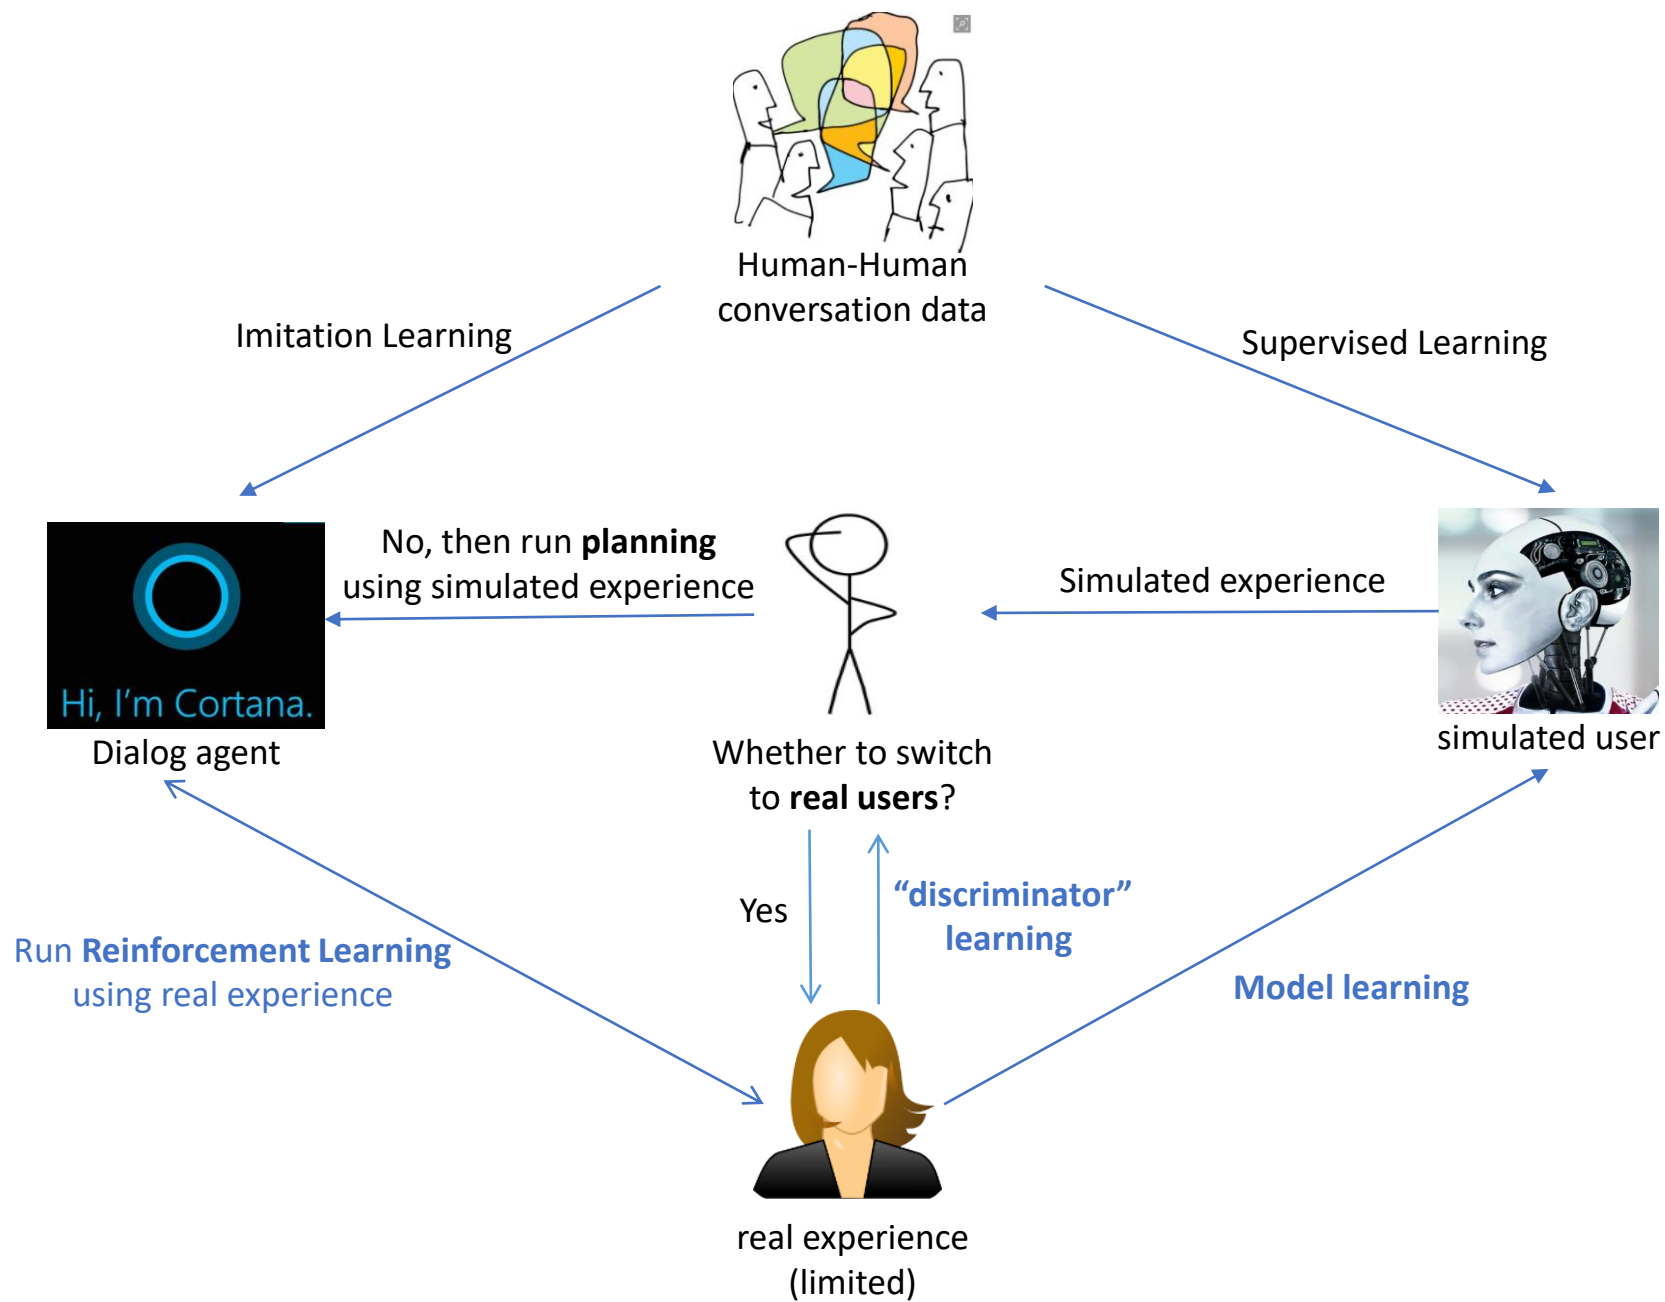 Human-Human
conversation data
Imitation Learning
Supervised Learning
No, then run planning
using simulated experience
Simulated experience
Hi, I'm Cortana.
Dialog agent
Whether to switch
to real users?
simulated user
Yes
“discriminator”
learning
Run Reinforcement Learning
using real experience
Model learning
real experience
(limited)